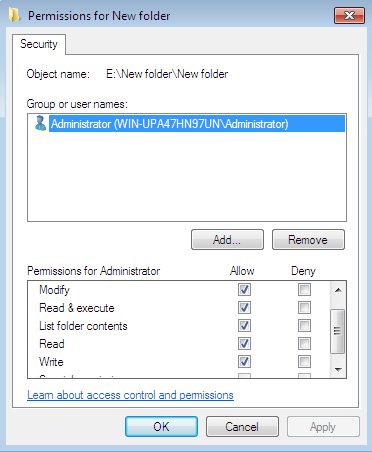 Permissions for New folder
Security
Object name: E:\New folder\New folder
Group or user names:
Administrator (WIN-UPA47HN97UN\Administrator)
Add... Remove
Permissions for Administrator Allow Deny
Modify
Read & execute
List folder contents
Read
Write
Learn about access control and permissions
OK Cancel Apply